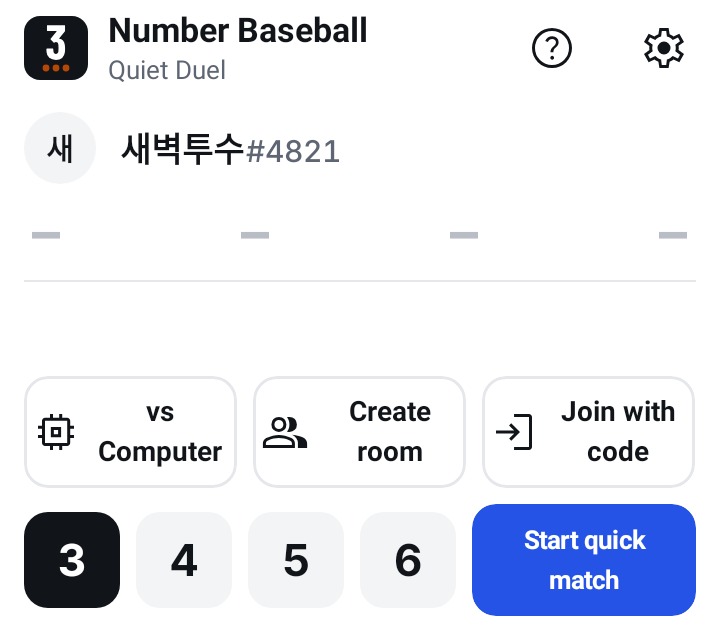 3
Number Baseball
Quiet Duel
새
새벽투수#4821
vs
Computer
Create
room
Join with
code
3
4
5
6
Start quick
match